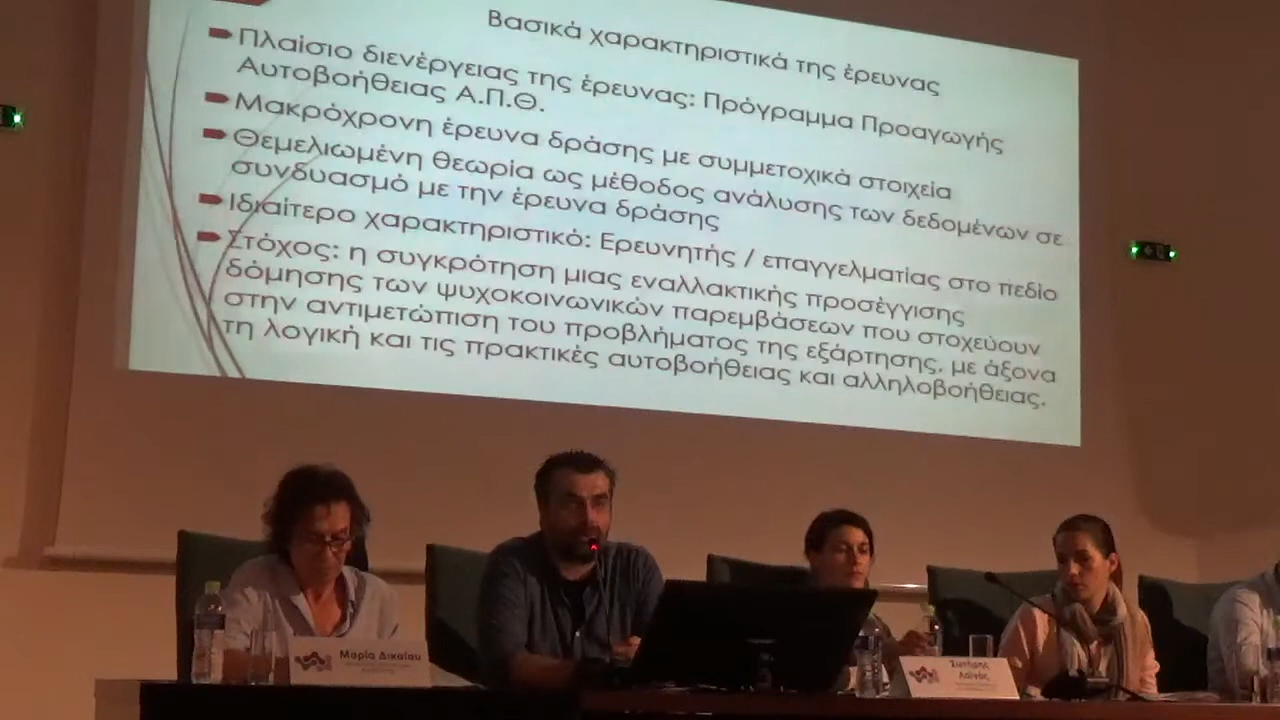 Βασικά χαρακτηριστικά της έρευνας
Πλαίσιο διενέργειας της έρευνας: Πρόγραμμα Προαγωγής
Αυτοβοήθειας Α.Π.Θ.
Μακρόχρονη έρευνα δράσης με συμμετοχικά στοιχεία
Θεμελιωμένη θεωρία ως μέθοδος ανάλυσης των δεδομένων σε
συνδυασμό με την έρευνα δράσης
Ιδιαίτερο χαρακτηριστικό: Ερευνητής / επαγγελματίας στο πεδίο
Στόχος: η συγκρότηση μιας εναλλακτικής προσέγγισης
δόμησης των ψυχοκοινωνικών παρεμβάσεων που στοχεύουν
στην αντιμετώπιση του προβλήματος της εξάρτησης, με άξονα
τη λογική και τις πρακτικές αυτοβοήθειας και αλληλοβοήθειας.
Μαρία Δικαίου
Σωτήρης
Λαϊνάς